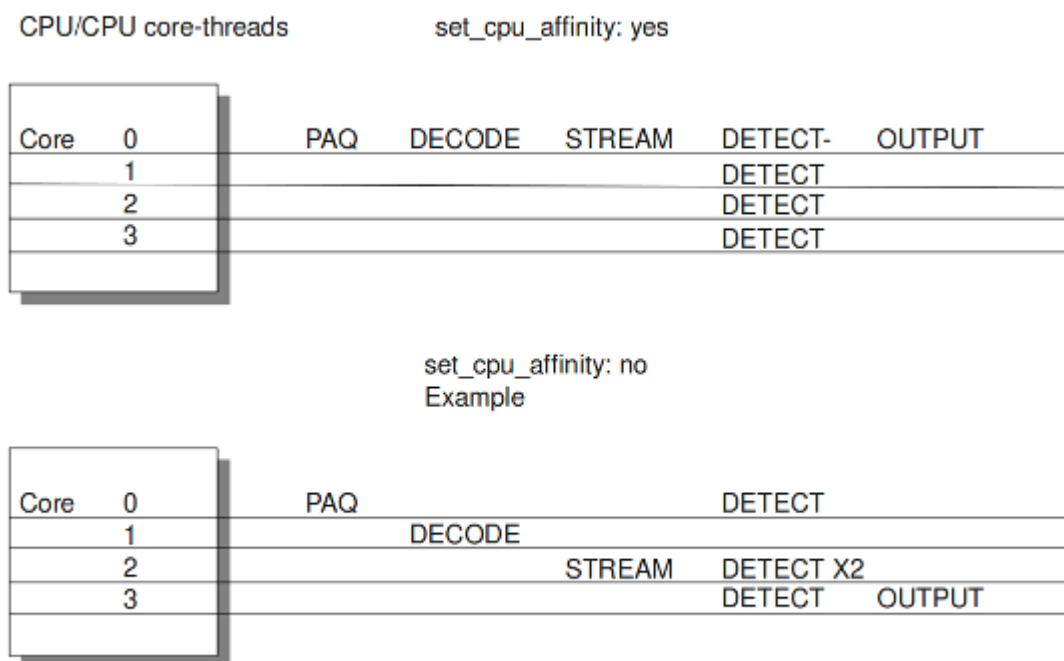 CPU/CPU core-threads set_cpu_affinity: yes
Core 0 PAQ DECODE STREAM DETECT- OUTPUT
1 DETECT
2 DETECT
3 DETECT
set_cpu_affinity: no
Example
Core 0 PAQ DETECT
1 DECODE
2 STREAM DETECT X2
3 DETECT OUTPUT